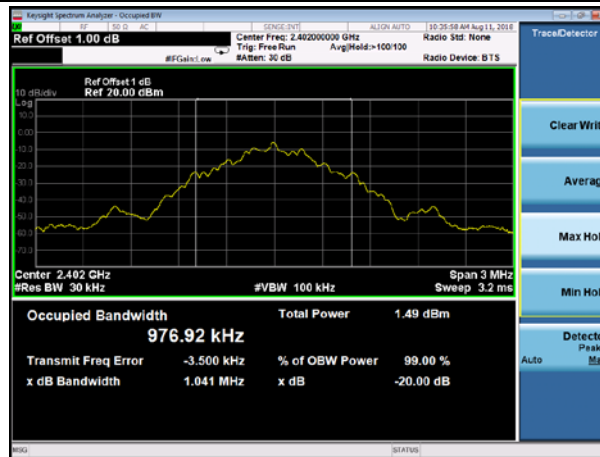 Keysight Spectrum Analyzer - Occupied BW
RF 50 Ω AC SENSE:INT ALIGN AUTO 10:35:58 AM Aug 11, 2018
Ref Offset 1.00 dB Center Freq: 2.402000000 GHz Radio Std: None Trace/Detector
Trig: Free Run Avg|Hold:>100/100
#IFGain:Low #Atten: 30 dB Radio Device: BTS
Ref Offset 1 dB
10 dB/div Ref 20.00 dBm
Log
10.0
0.00
-10.0
-20.0
-30.0
-40.0
-50.0
-60.0
-70.0
Clear Writ
Averag
Max Hol
Min Hol
Center 2.402 GHz Span 3 MHz
#Res BW 30 kHz #VBW 100 kHz Sweep 3.2 ms
Occupied Bandwidth Total Power 1.49 dBm
976.92 kHz
Transmit Freq Error -3.500 kHz % of OBW Power 99.00 %
x dB Bandwidth 1.041 MHz x dB -20.00 dB
Detecto
Peak
Auto Ma
MSG STATUS